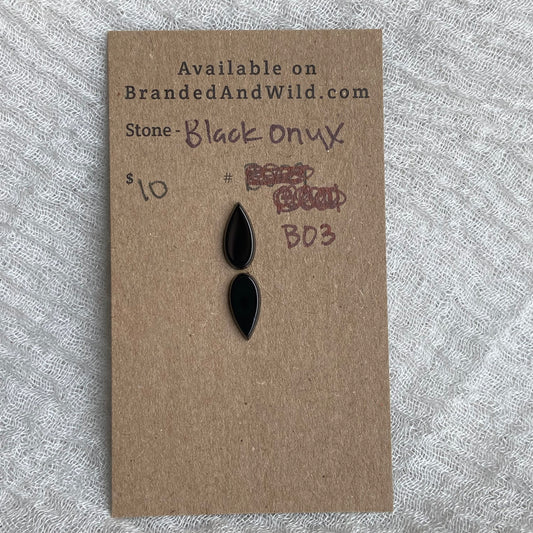 Available on
BrandedAndWild.com
Stone - Black onyx
$ 10 #
B03